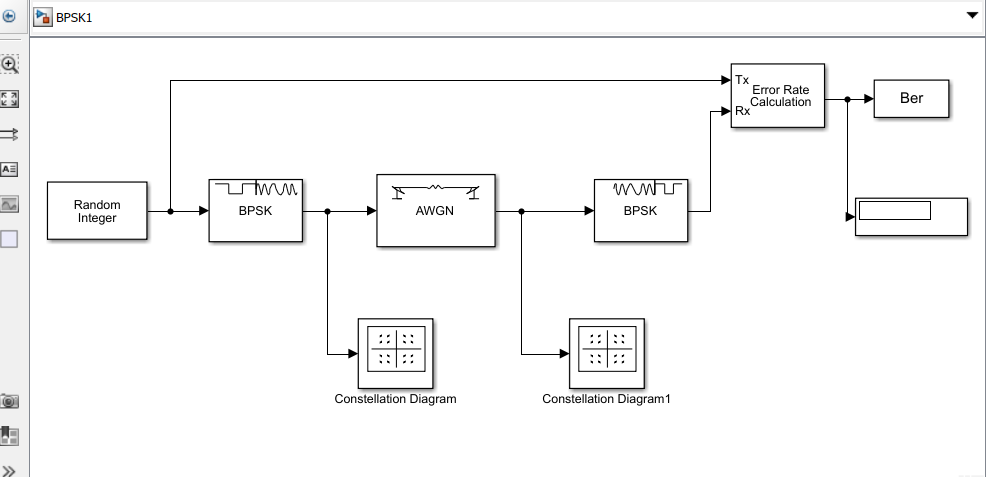 BPSK1
Tx
Error Rate
Calculation
Rx
Ber
Random
Integer
BPSK
AWGN
BPSK
Constellation Diagram
Constellation Diagram1